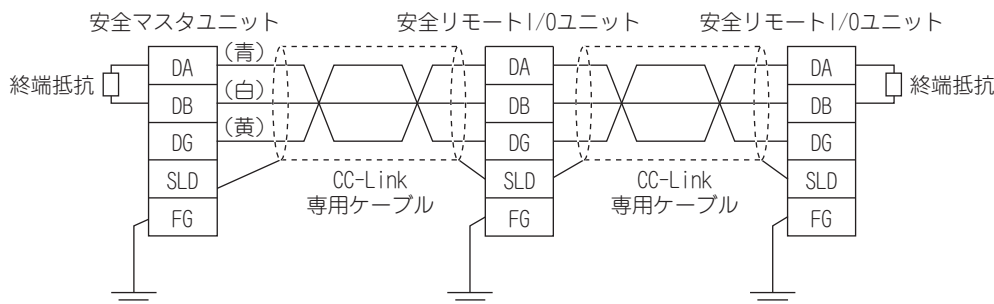 安全マスタユニット
安全リモートI/Oユニット
安全リモートI/Oユニット
終端抵抗
DA
DB
DG
SLD
FG
(青)
(白)
(黄)
CC-Link
専用ケーブル
DA
DB
DG
SLD
FG
CC-Link
専用ケーブル
DA
DB
DG
SLD
FG
終端抵抗